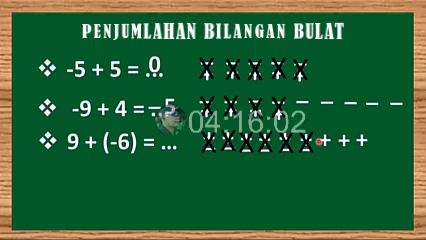 PENJUMLAHAN BILANGAN BULAT
-5 + 5 = 0
-9 + 4 = -5 – – – – –
04:16:02
9 + (-6) = ... + + +